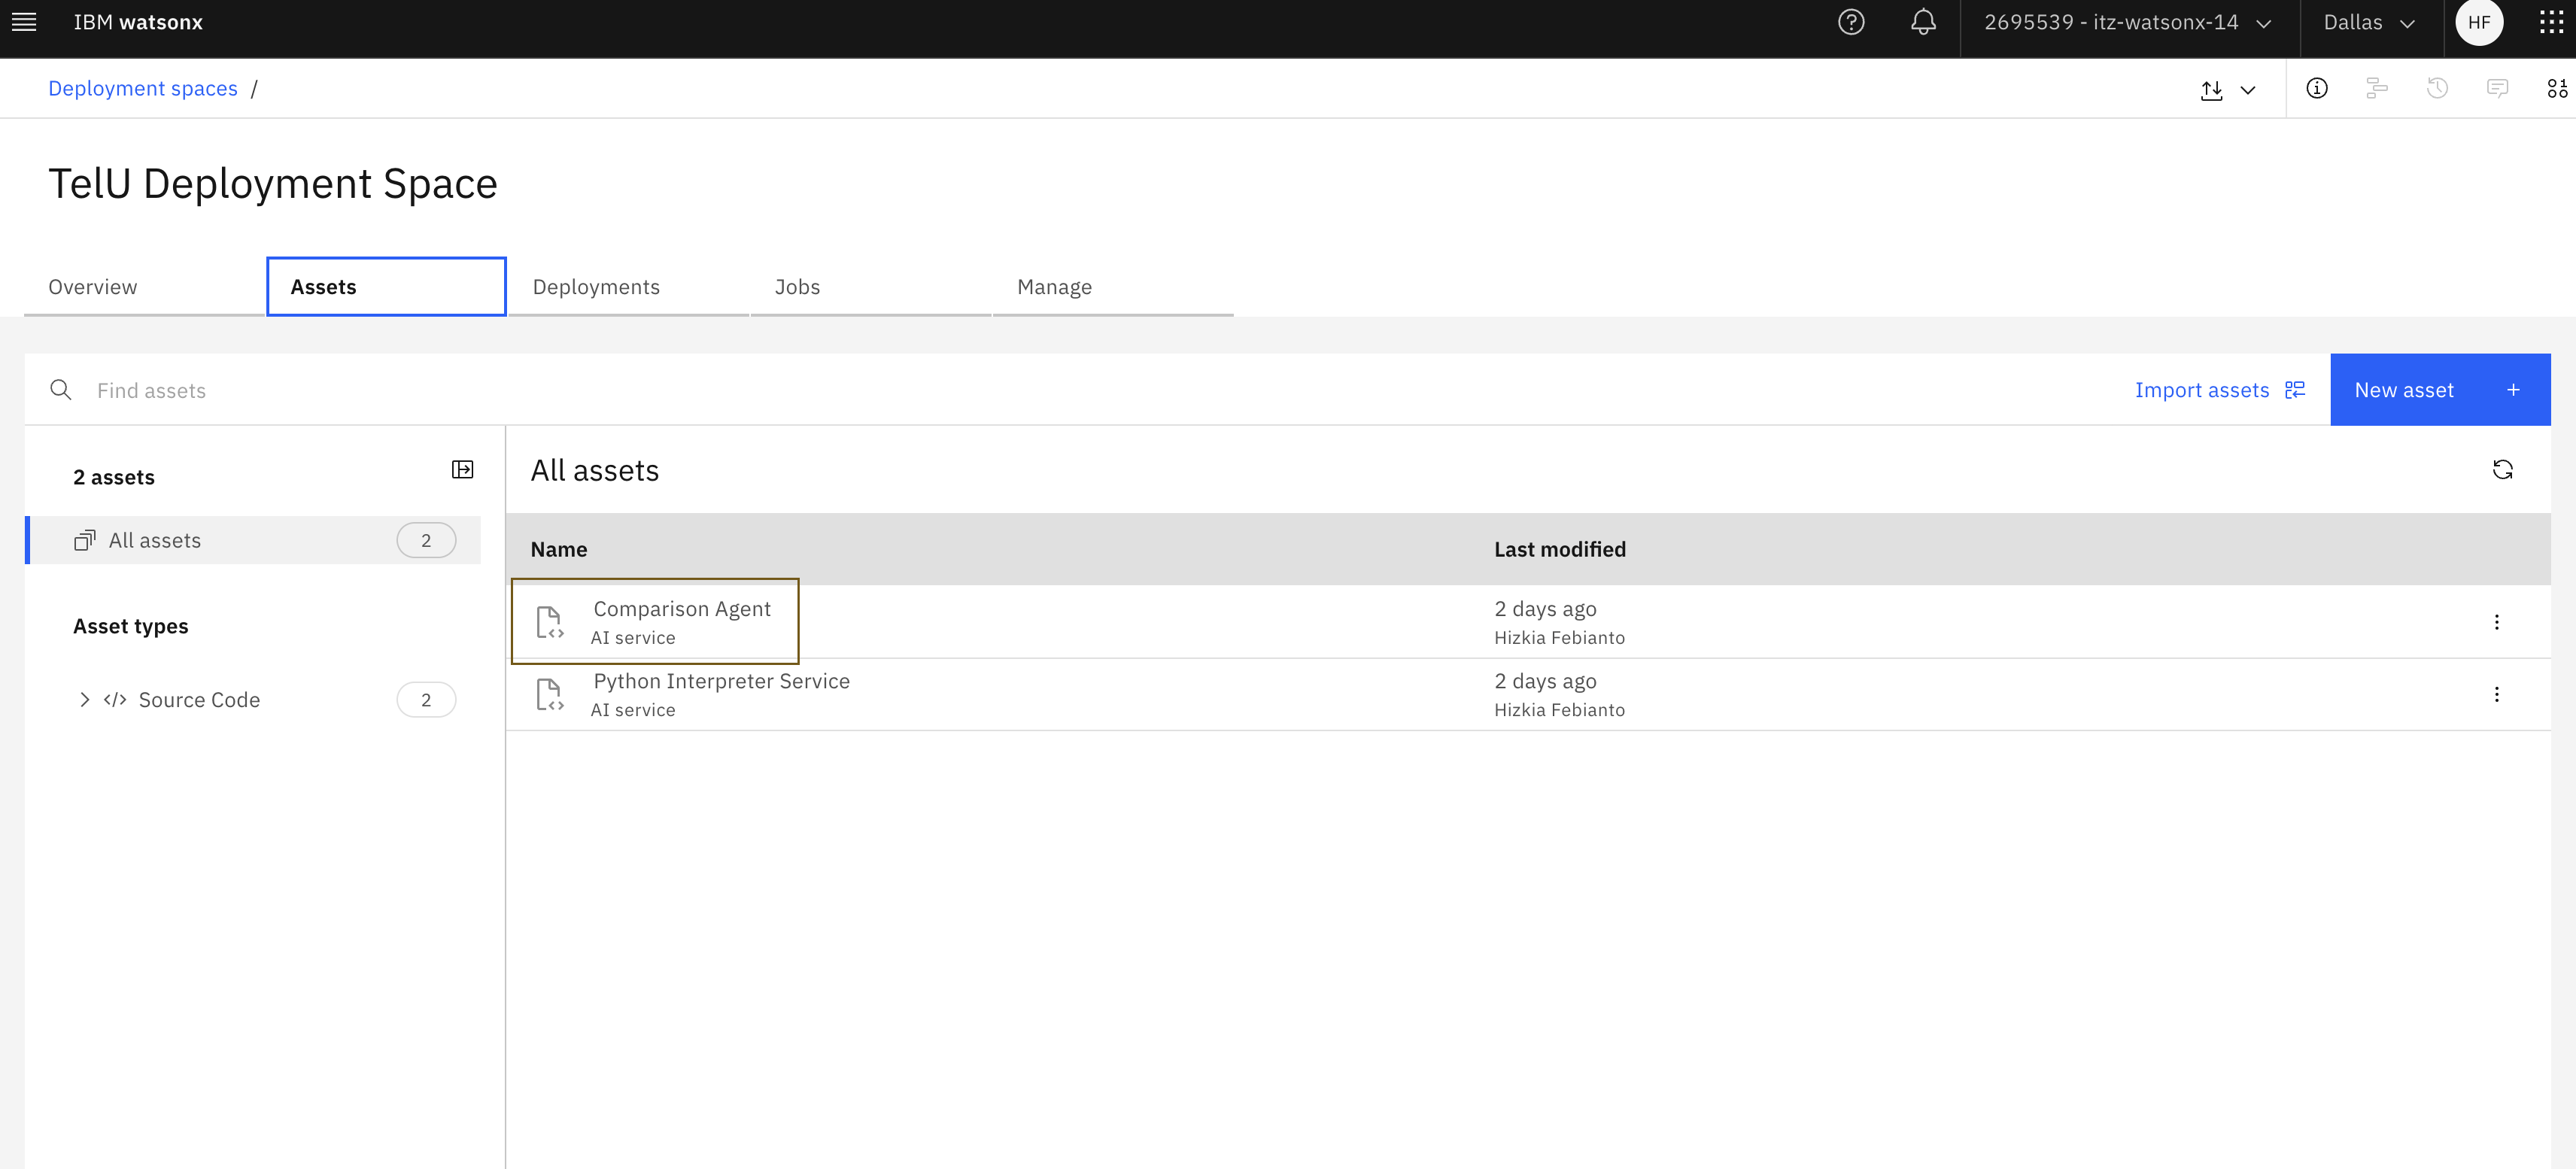 IBM watsonx
2695539 - itz-watsonx-14
Dallas
HF
Deployment spaces /
TelU Deployment Space
Overview
Assets
Deployments
Jobs
Manage
Find assets
Import assets
New asset +
2 assets
All assets
2
Asset types
</> Source Code
2
All assets
Name
Last modified
Comparison Agent
AI service
2 days ago
Hizkia Febianto
Python Interpreter Service
AI service
2 days ago
Hizkia Febianto